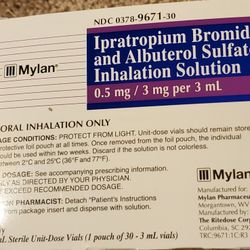 NDC 0378-9671-30
Mylan®
Ipratropium Bromid
and Albuterol Sulfat
Inhalation Solution
0.5 mg / 3 mg per 3 mL
ORAL INHALATION ONLY
AGE CONDITIONS: PROTECT FROM LIGHT. Unit-dose vials should remain store
protective foil pouch at all times. Once removed from the foil pouch, the individual
ould be used within two weeks. Discard if the solution is not colorless.
tween 2°C and 25°C (36°F and 77°F).
DOSAGE: See accompanying prescribing information.
AS DIRECTED BY YOUR PHYSICIAN.
EXCEED RECOMMENDED DOSAGE.
ION PHARMACIST: Detach "Patient's Instructions
om package insert and dispense with solution.
Mylan
Mylan Pharmaceu
Morgantown, WV
Manufactured by:
The Ritedose Corp
Columbia, SC
TRC:9671:1C:R3
L Sterile Unit-Dose Vials (1 pouch of 30 - 3 mL vials)